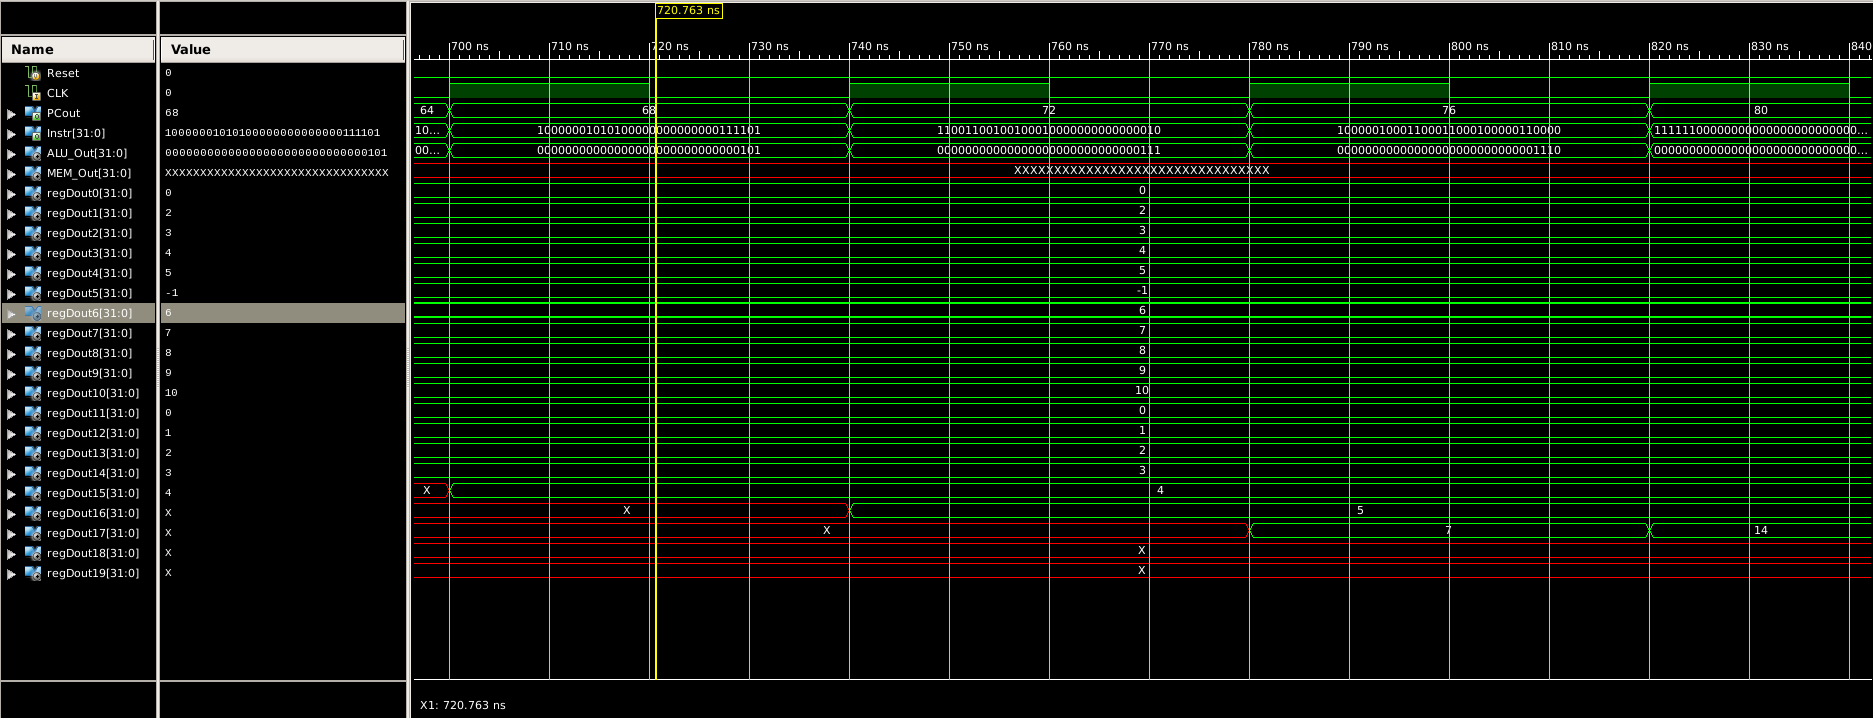 720.763 ns
Name Value 700 ns 710 ns 720 ns 730 ns 740 ns 750 ns 760 ns 770 ns 780 ns 790 ns 800 ns 810 ns 820 ns 830 ns 840
Reset 0
CLK 0
PCout 68 64 68 72 76 80
Instr[31:0] 10000001010100000000000000111101 10... 10000001010100000000000000111101 11001100100100010000000000000010 10000010001100011000100000110000 11111100000000000000000000000...
ALU_Out[31:0] 00000000000000000000000000000101 00... 00000000000000000000000000000101 00000000000000000000000000000111 00000000000000000000000000001110 00000000000000000000000000000...
MEM_Out[31:0] XXXXXXXXXXXXXXXXXXXXXXXXXXXXXXXX XXXXXXXXXXXXXXXXXXXXXXXXXXXXXXXX
regDout0[31:0] 0 0
regDout1[31:0] 2 2
regDout2[31:0] 3 3
regDout3[31:0] 4 4
regDout4[31:0] 5 5
regDout5[31:0] -1 -1
regDout6[31:0] 6 6
regDout7[31:0] 7 7
regDout8[31:0] 8 8
regDout9[31:0] 9 9
regDout10[31:0] 10 10
regDout11[31:0] 0 0
regDout12[31:0] 1 1
regDout13[31:0] 2 2
regDout14[31:0] 3 3
regDout15[31:0] 4 X 4
regDout16[31:0] X X 5
regDout17[31:0] X X 7 14
regDout18[31:0] X X
regDout19[31:0] X X
X1: 720.763 ns